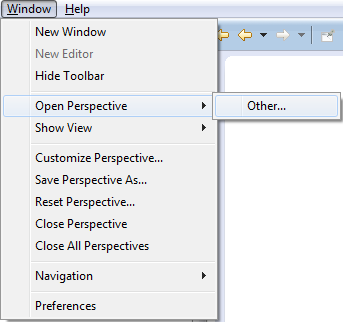 Window Help
New Window
New Editor
Hide Toolbar
Open Perspective Other...
Show View
Customize Perspective...
Save Perspective As...
Reset Perspective...
Close Perspective
Close All Perspectives
Navigation
Preferences